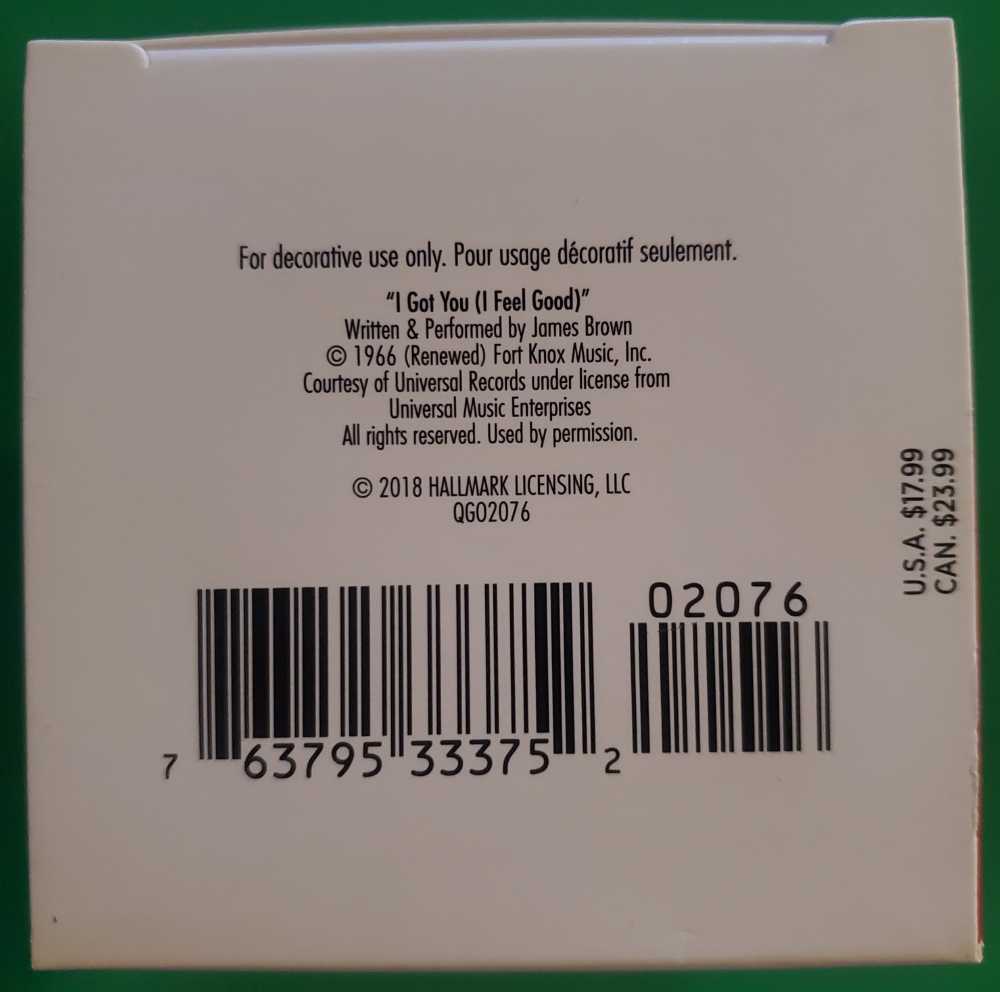 For decorative use only. Pour usage décoratif seulement.
“I Got You (I Feel Good)”
Written & Performed by James Brown
© 1966 (Renewed) Fort Knox Music, Inc.
Courtesy of Universal Records under license from
Universal Music Enterprises
All rights reserved. Used by permission.
© 2018 HALLMARK LICENSING, LLC
QGO2076
U.S.A. $17.99
CAN. $23.99
02076
7 63795 33375 2